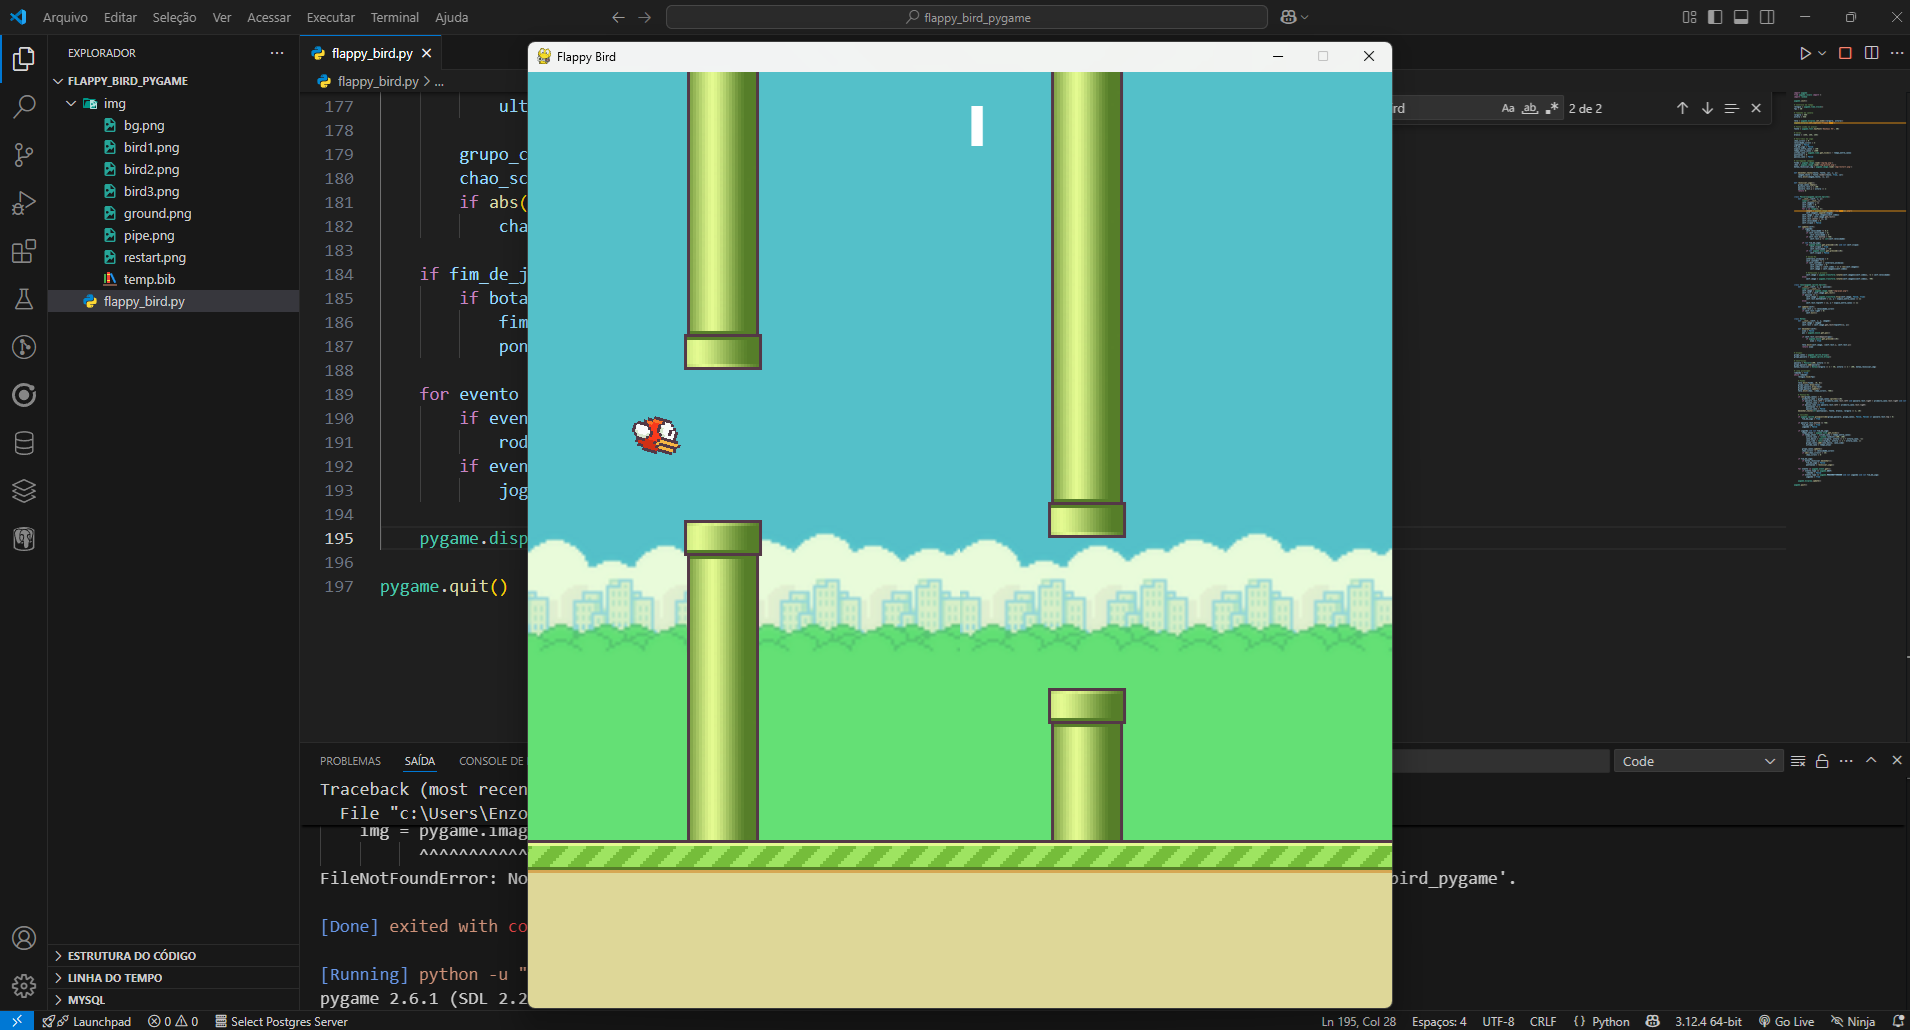 Arquivo Editar Seleção Ver Acessar Executar Terminal Ajuda
flappy_bird_pygame
EXPLORADOR
FLAPPY_BIRD_PYGAME
img
bg.png
bird1.png
bird2.png
bird3.png
ground.png
pipe.png
restart.png
temp.bib
flappy_bird.py
ESTRUTURA DO CÓDIGO
LINHA DO TEMPO
MYSQL
flappy_bird.py
flappy_bird.py > ...
rd Aa ab .* 2 de 2
177 ult
178
179 grupo_c
180 chao_sc
181 if abs(
182 cha
183
184 if fim_de_j
185 if bota
186 fim
187 pon
188
189 for evento
190 if even
191 rod
192 if even
193 jog
194
195 pygame.disp
196
197 pygame.quit()
Flappy Bird
1
PROBLEMAS SAÍDA CONSOLE DE
Code
Traceback (most recen
File "c:\Users\Enzo
img = pygame.imag
^^^^^^^^^^^
FileNotFoundError: No bird_pygame'.
[Done] exited with co
[Running] python -u "
pygame 2.6.1 (SDL 2.2
Launchpad 0 0 Select Postgres Server
Ln 195, Col 28 Espaços: 4 UTF-8 CRLF {} Python 3.12.4 64-bit Go Live Ninja